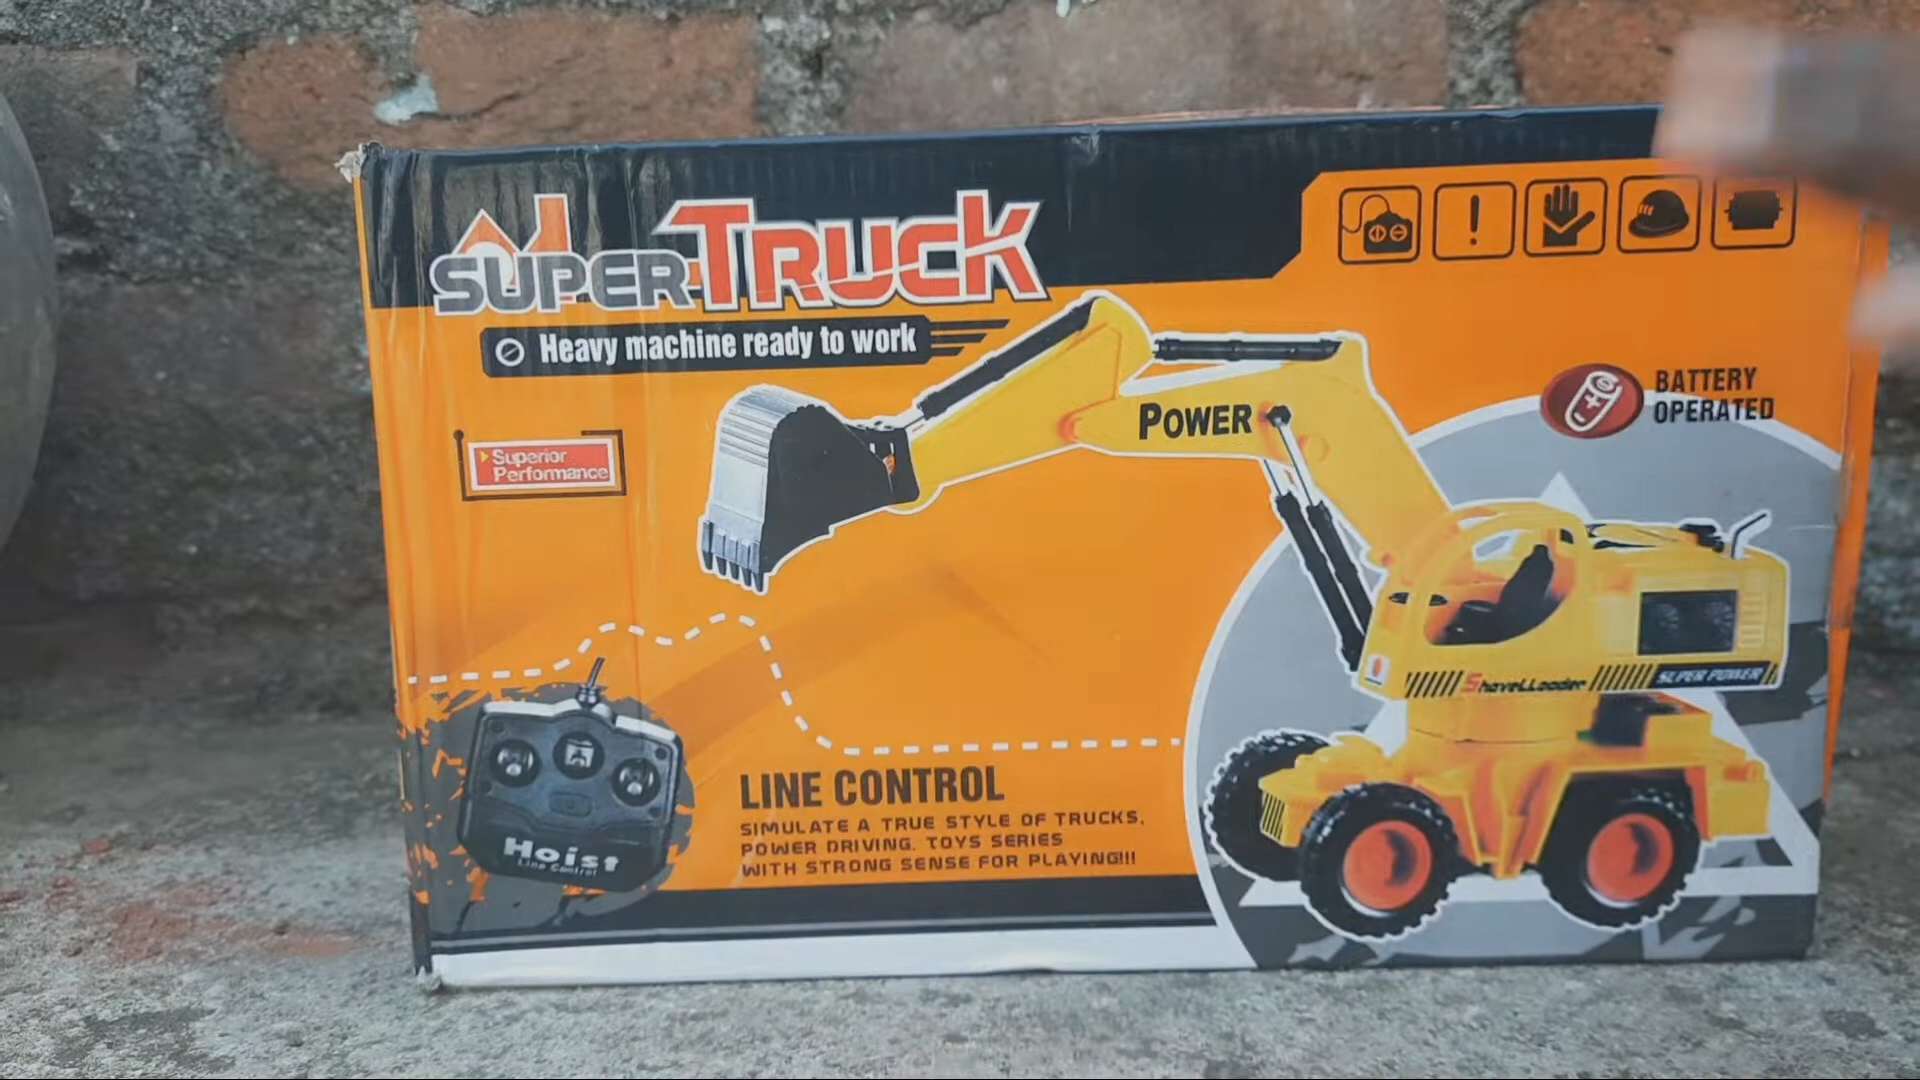 SUPER-TRUCK
Heavy machine ready to work
Superior
Performance
BATTERY
OPERATED
POWER
ShovelLoader
SUPER POWER
Hoist
Line Control
LINE CONTROL
SIMULATE A TRUE STYLE OF TRUCKS,
POWER DRIVING. TOYS SERIES
WITH STRONG SENSE FOR PLAYING!!!